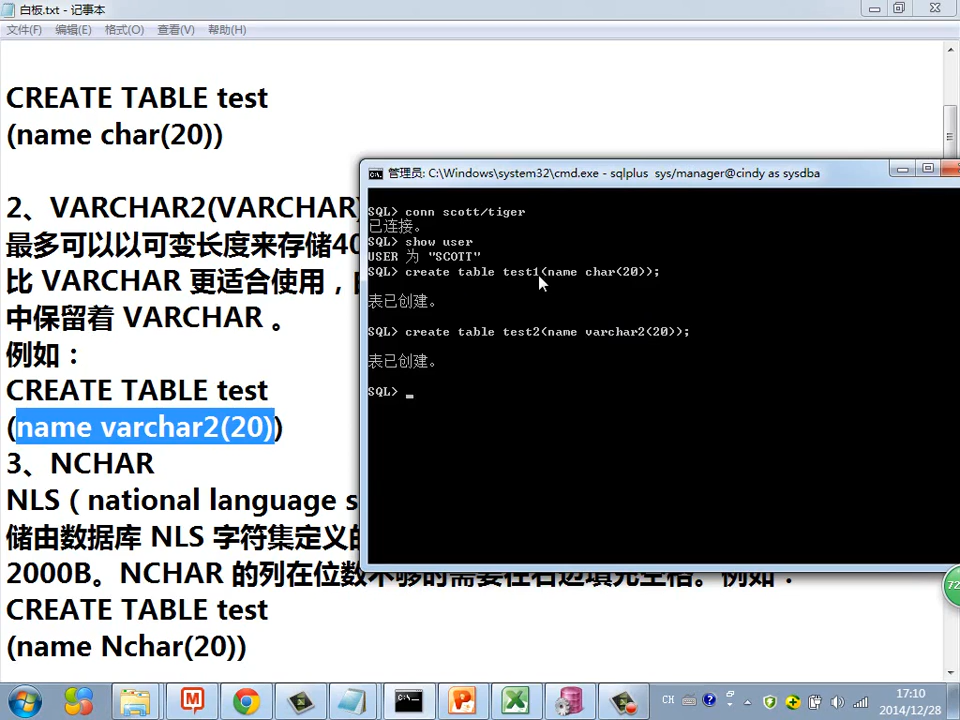 白板.txt - 记事本
文件(F) 编辑(E) 格式(O) 查看(V) 帮助(H)
CREATE TABLE test
(name char(20))
2、VARCHAR2(VARCHAR)
最多可以以可变长度来存储40
比 VARCHAR 更适合使用，
中保留着 VARCHAR 。
例如：
CREATE TABLE test
(name varchar2(20))
3、NCHAR
NLS（national language s
储由数据库 NLS 字符集定义的
2000B。NCHAR 的列在位数不够时需要在右边填充空格。例如：
CREATE TABLE test
(name Nchar(20))
管理员: C:\Windows\system32\cmd.exe - sqlplus sys/manager@cindy as sysdba
SQL> conn scott/tiger
已连接。
SQL> show user
USER 为 "SCOTT"
SQL> create table test1(name char(20));
表已创建。
SQL> create table test2(name varchar2(20));
表已创建。
SQL>
72
CH
17:10
2014/12/28